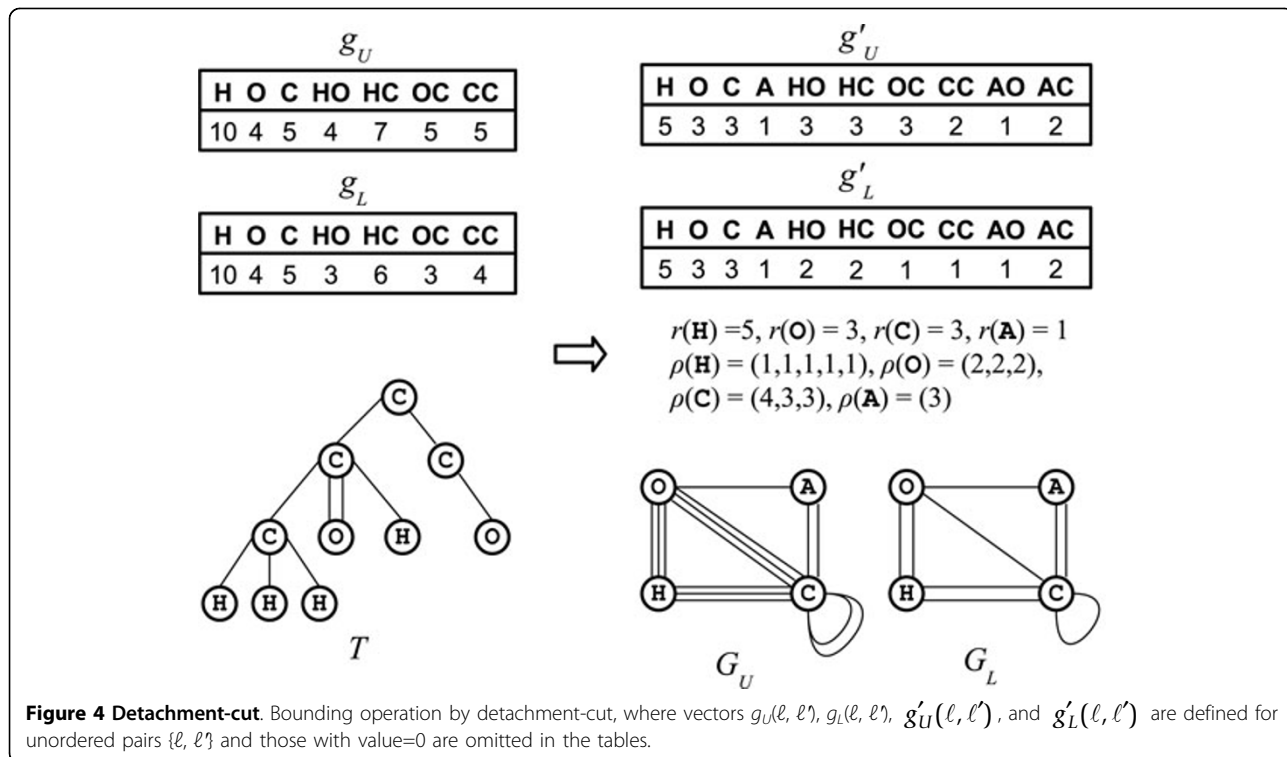 g_U
H O C HO HC OC CC
10 4 5 4 7 5 5
g_L
H O C HO HC OC CC
10 4 5 3 6 3 4
g'_U
H O C A HO HC OC CC AO AC
5 3 3 1 3 3 3 2 1 2
g'_L
H O C A HO HC OC CC AO AC
5 3 3 1 2 2 1 1 1 2
r(H) =5, r(O) = 3, r(C) = 3, r(A) = 1
ρ(H) = (1,1,1,1,1), ρ(O) = (2,2,2),
ρ(C) = (4,3,3), ρ(A) = (3)
C
C C
C O H O
H H H
T
O A
H C
G_U
O A
H C
G_L
Figure 4 Detachment-cut. Bounding operation by detachment-cut, where vectors g_U(ℓ, ℓ'), g_L(ℓ, ℓ'), g'_U(ℓ, ℓ'), and g'_L(ℓ, ℓ') are defined for
unordered pairs {ℓ, ℓ'} and those with value=0 are omitted in the tables.